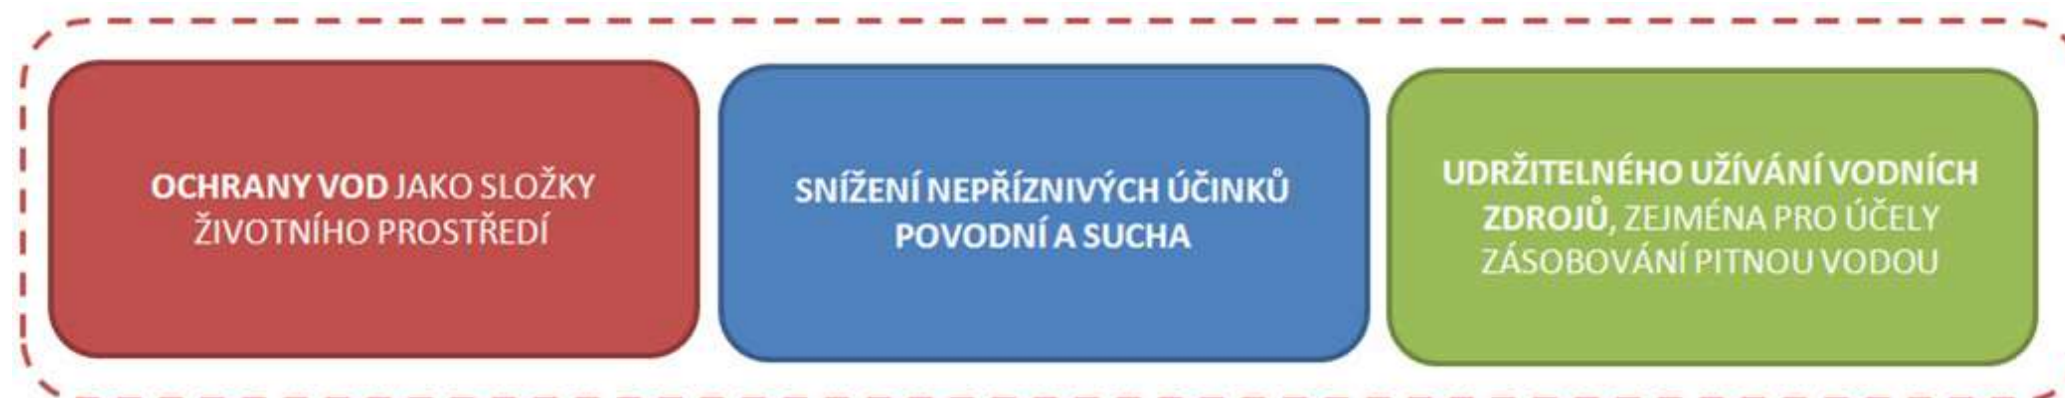 OCHRANY VOD JAKO SLOŽKY
ŽIVOTNÍHO PROSTŘEDÍ
SNÍŽENÍ NEPŘÍZNIVÝCH ÚČINKŮ
POVODNÍ A SUCHA
UDRŽITELNÉHO UŽÍVÁNÍ VODNÍCH
ZDROJŮ, ZEJMÉNA PRO ÚČELY
ZÁSOBOVÁNÍ PITNOU VODOU